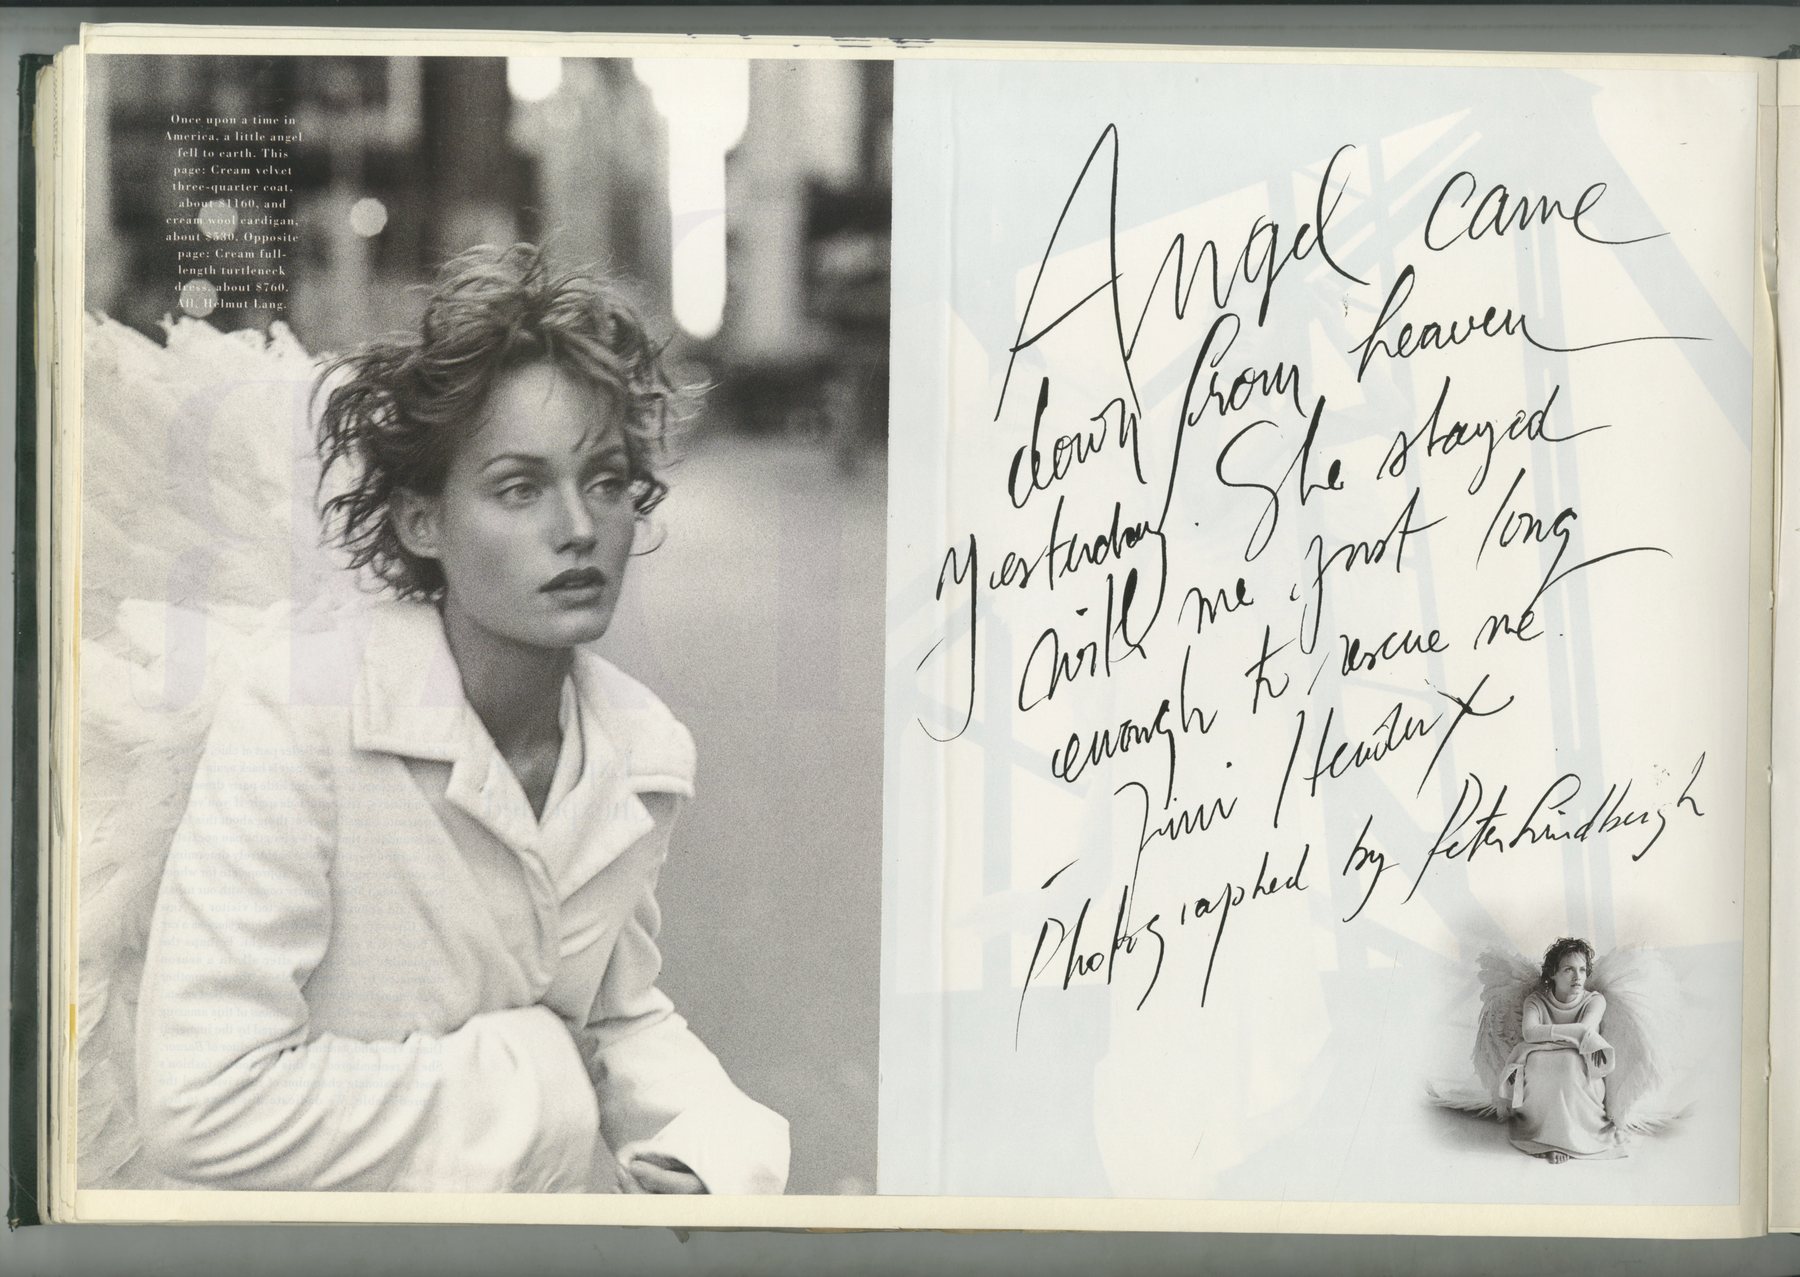 Once upon a time in
America, a little angel
fell to earth. This
page: Cream velvet
three-quarter coat,
about $1160, and
cream wool cardigan,
about $530. Opposite
page: Cream full-
length turtleneck
dress, about $760.
All, Helmut Lang.
Angel came
down from heaven
yesterday. She stayed
with me just long
enough to rescue me.
- Jimi Hendrix
Photographed by Peter Lindbergh